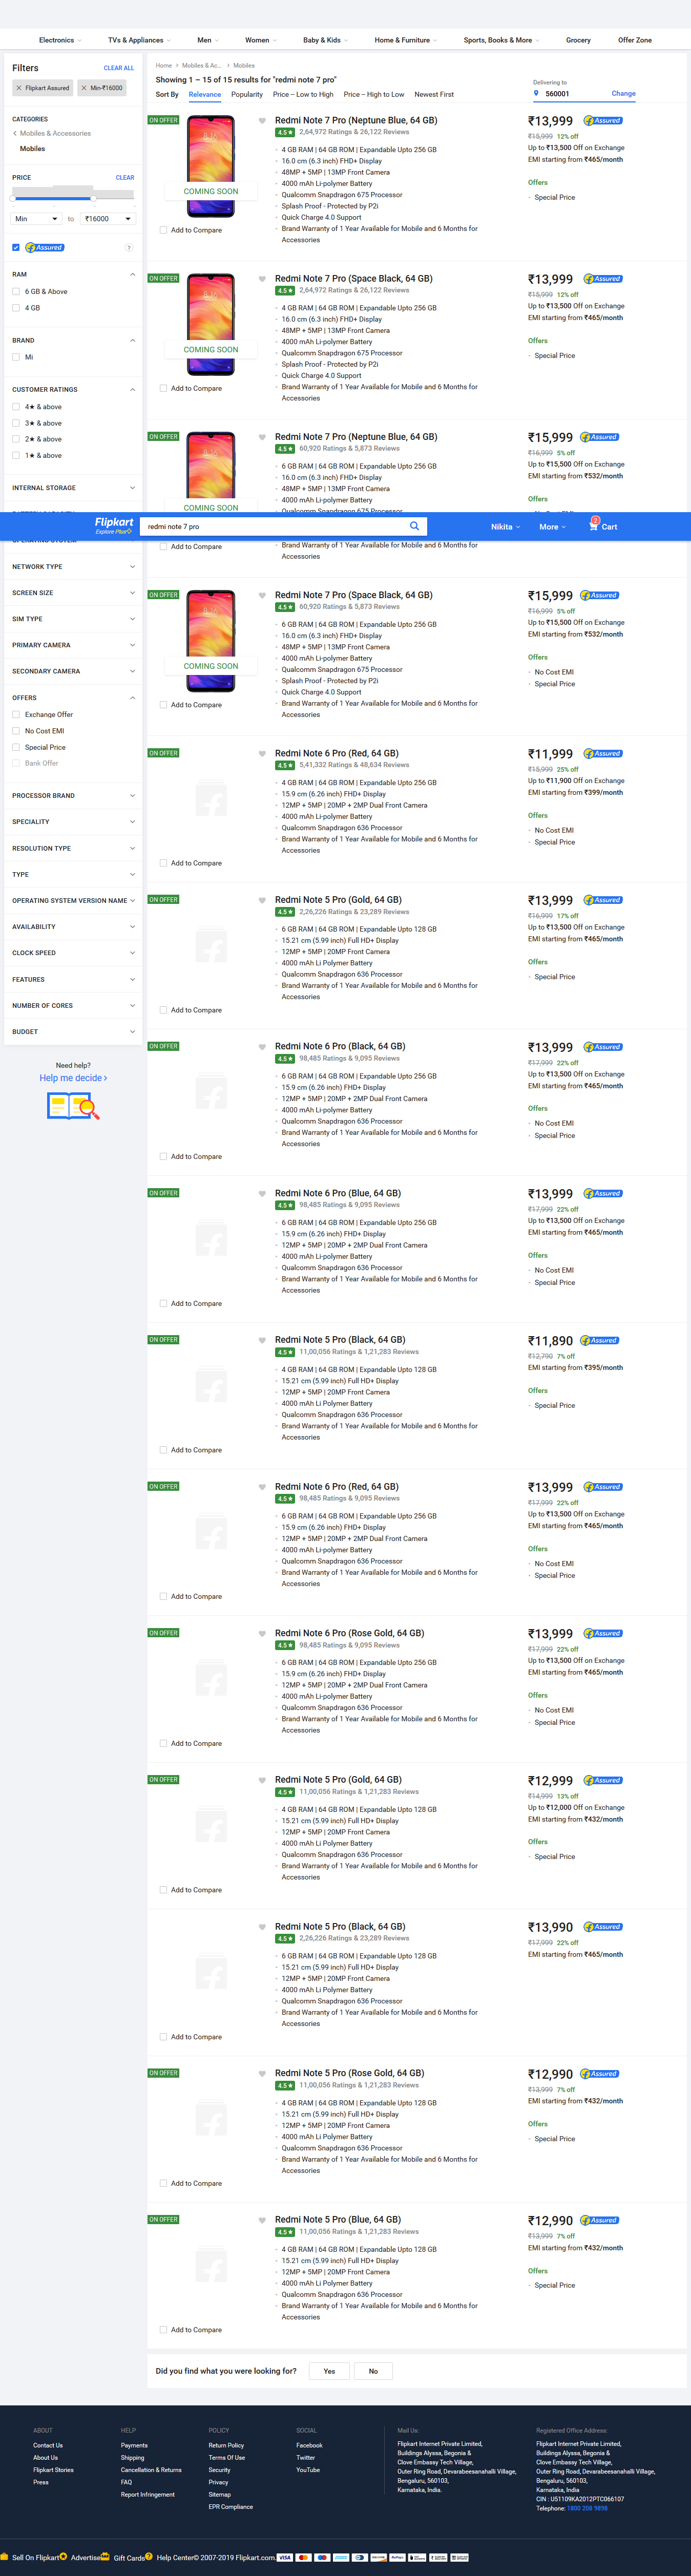 Electronics TVs & Appliances Men Women Baby & Kids Home & Furniture Sports, Books & More Grocery Offer Zone
Filters
CLEAR ALL
Flipkart Assured
Min-₹16000
CATEGORIES
Mobiles & Accessories
Mobiles
PRICE
CLEAR
Min to ₹16000
Assured ?
RAM
6 GB & Above
4 GB
BRAND
Mi
CUSTOMER RATINGS
4★ & above
3★ & above
2★ & above
1★ & above
INTERNAL STORAGE
Flipkart
Explore Plus
redmi note 7 pro
Nikita More 2 Cart
NETWORK TYPE
SCREEN SIZE
SIM TYPE
PRIMARY CAMERA
SECONDARY CAMERA
OFFERS
Exchange Offer
No Cost EMI
Special Price
Bank Offer
PROCESSOR BRAND
SPECIALITY
RESOLUTION TYPE
TYPE
OPERATING SYSTEM VERSION NAME
AVAILABILITY
CLOCK SPEED
FEATURES
NUMBER OF CORES
BUDGET
Need help?
Help me decide
Home Mobiles & Ac... Mobiles
Showing 1 – 15 of 15 results for "redmi note 7 pro"
Sort By Relevance Popularity Price -- Low to High Price -- High to Low Newest First
Delivering to
560001 Change
ON OFFER
COMING SOON
Add to Compare
Redmi Note 7 Pro (Neptune Blue, 64 GB)
4.5★ 2,64,972 Ratings & 26,122 Reviews
4 GB RAM | 64 GB ROM | Expandable Upto 256 GB
16.0 cm (6.3 inch) FHD+ Display
48MP + 5MP | 13MP Front Camera
4000 mAh Li-polymer Battery
Qualcomm Snapdragon 675 Processor
Splash Proof - Protected by P2i
Quick Charge 4.0 Support
Brand Warranty of 1 Year Available for Mobile and 6 Months for
Accessories
₹13,999 Assured
₹15,999 12% off
Up to ₹13,500 Off on Exchange
EMI starting from ₹465/month
Offers
Special Price
ON OFFER
COMING SOON
Add to Compare
Redmi Note 7 Pro (Space Black, 64 GB)
4.5★ 2,64,972 Ratings & 26,122 Reviews
4 GB RAM | 64 GB ROM | Expandable Upto 256 GB
16.0 cm (6.3 inch) FHD+ Display
48MP + 5MP | 13MP Front Camera
4000 mAh Li-polymer Battery
Qualcomm Snapdragon 675 Processor
Splash Proof - Protected by P2i
Quick Charge 4.0 Support
Brand Warranty of 1 Year Available for Mobile and 6 Months for
Accessories
₹13,999 Assured
₹15,999 12% off
Up to ₹13,500 Off on Exchange
EMI starting from ₹465/month
Offers
Special Price
ON OFFER
COMING SOON
Add to Compare
Redmi Note 7 Pro (Neptune Blue, 64 GB)
4.5★ 60,920 Ratings & 5,873 Reviews
6 GB RAM | 64 GB ROM | Expandable Upto 256 GB
16.0 cm (6.3 inch) FHD+ Display
48MP + 5MP | 13MP Front Camera
4000 mAh Li-polymer Battery
Qualcomm Snapdragon 675 Processor
Brand Warranty of 1 Year Available for Mobile and 6 Months for
Accessories
₹15,999 Assured
₹16,999 5% off
Up to ₹15,500 Off on Exchange
EMI starting from ₹532/month
Offers
ON OFFER
COMING SOON
Add to Compare
Redmi Note 7 Pro (Space Black, 64 GB)
4.5★ 60,920 Ratings & 5,873 Reviews
6 GB RAM | 64 GB ROM | Expandable Upto 256 GB
16.0 cm (6.3 inch) FHD+ Display
48MP + 5MP | 13MP Front Camera
4000 mAh Li-polymer Battery
Qualcomm Snapdragon 675 Processor
Splash Proof - Protected by P2i
Quick Charge 4.0 Support
Brand Warranty of 1 Year Available for Mobile and 6 Months for
Accessories
₹15,999 Assured
₹16,999 5% off
Up to ₹15,500 Off on Exchange
EMI starting from ₹532/month
Offers
No Cost EMI
Special Price
ON OFFER
Add to Compare
Redmi Note 6 Pro (Red, 64 GB)
4.5★ 5,41,332 Ratings & 48,634 Reviews
4 GB RAM | 64 GB ROM | Expandable Upto 256 GB
15.9 cm (6.26 inch) FHD+ Display
12MP + 5MP | 20MP + 2MP Dual Front Camera
4000 mAh Li-polymer Battery
Qualcomm Snapdragon 636 Processor
Brand Warranty of 1 Year Available for Mobile and 6 Months for
Accessories
₹11,999 Assured
₹15,999 25% off
Up to ₹11,900 Off on Exchange
EMI starting from ₹399/month
Offers
No Cost EMI
Special Price
ON OFFER
Add to Compare
Redmi Note 5 Pro (Gold, 64 GB)
4.5★ 2,26,226 Ratings & 23,289 Reviews
6 GB RAM | 64 GB ROM | Expandable Upto 128 GB
15.21 cm (5.99 inch) Full HD+ Display
12MP + 5MP | 20MP Front Camera
4000 mAh Li Polymer Battery
Qualcomm Snapdragon 636 Processor
Brand Warranty of 1 Year Available for Mobile and 6 Months for
Accessories
₹13,999 Assured
₹16,999 17% off
Up to ₹13,500 Off on Exchange
EMI starting from ₹465/month
Offers
Special Price
ON OFFER
Add to Compare
Redmi Note 6 Pro (Black, 64 GB)
4.5★ 98,485 Ratings & 9,095 Reviews
6 GB RAM | 64 GB ROM | Expandable Upto 256 GB
15.9 cm (6.26 inch) FHD+ Display
12MP + 5MP | 20MP + 2MP Dual Front Camera
4000 mAh Li-polymer Battery
Qualcomm Snapdragon 636 Processor
Brand Warranty of 1 Year Available for Mobile and 6 Months for
Accessories
₹13,999 Assured
₹17,999 22% off
Up to ₹13,500 Off on Exchange
EMI starting from ₹465/month
Offers
No Cost EMI
Special Price
ON OFFER
Add to Compare
Redmi Note 6 Pro (Blue, 64 GB)
4.5★ 98,485 Ratings & 9,095 Reviews
6 GB RAM | 64 GB ROM | Expandable Upto 256 GB
15.9 cm (6.26 inch) FHD+ Display
12MP + 5MP | 20MP + 2MP Dual Front Camera
4000 mAh Li-polymer Battery
Qualcomm Snapdragon 636 Processor
Brand Warranty of 1 Year Available for Mobile and 6 Months for
Accessories
₹13,999 Assured
₹17,999 22% off
Up to ₹13,500 Off on Exchange
EMI starting from ₹465/month
Offers
No Cost EMI
Special Price
ON OFFER
Add to Compare
Redmi Note 5 Pro (Black, 64 GB)
4.5★ 11,00,056 Ratings & 1,21,283 Reviews
4 GB RAM | 64 GB ROM | Expandable Upto 128 GB
15.21 cm (5.99 inch) Full HD+ Display
12MP + 5MP | 20MP Front Camera
4000 mAh Li Polymer Battery
Qualcomm Snapdragon 636 Processor
Brand Warranty of 1 Year Available for Mobile and 6 Months for
Accessories
₹11,890 Assured
₹12,790 7% off
EMI starting from ₹395/month
Offers
Special Price
ON OFFER
Add to Compare
Redmi Note 6 Pro (Red, 64 GB)
4.5★ 98,485 Ratings & 9,095 Reviews
6 GB RAM | 64 GB ROM | Expandable Upto 256 GB
15.9 cm (6.26 inch) FHD+ Display
12MP + 5MP | 20MP + 2MP Dual Front Camera
4000 mAh Li-polymer Battery
Qualcomm Snapdragon 636 Processor
Brand Warranty of 1 Year Available for Mobile and 6 Months for
Accessories
₹13,999 Assured
₹17,999 22% off
Up to ₹13,500 Off on Exchange
EMI starting from ₹465/month
Offers
No Cost EMI
Special Price
ON OFFER
Add to Compare
Redmi Note 6 Pro (Rose Gold, 64 GB)
4.5★ 98,485 Ratings & 9,095 Reviews
6 GB RAM | 64 GB ROM | Expandable Upto 256 GB
15.9 cm (6.26 inch) FHD+ Display
12MP + 5MP | 20MP + 2MP Dual Front Camera
4000 mAh Li-polymer Battery
Qualcomm Snapdragon 636 Processor
Brand Warranty of 1 Year Available for Mobile and 6 Months for
Accessories
₹13,999 Assured
₹17,999 22% off
Up to ₹13,500 Off on Exchange
EMI starting from ₹465/month
Offers
No Cost EMI
Special Price
ON OFFER
Add to Compare
Redmi Note 5 Pro (Gold, 64 GB)
4.5★ 11,00,056 Ratings & 1,21,283 Reviews
4 GB RAM | 64 GB ROM | Expandable Upto 128 GB
15.21 cm (5.99 inch) Full HD+ Display
12MP + 5MP | 20MP Front Camera
4000 mAh Li Polymer Battery
Qualcomm Snapdragon 636 Processor
Brand Warranty of 1 Year Available for Mobile and 6 Months for
Accessories
₹12,999 Assured
₹14,999 13% off
Up to ₹12,000 Off on Exchange
EMI starting from ₹432/month
Offers
Special Price
ON OFFER
Add to Compare
Redmi Note 5 Pro (Black, 64 GB)
4.5★ 2,26,226 Ratings & 23,289 Reviews
6 GB RAM | 64 GB ROM | Expandable Upto 128 GB
15.21 cm (5.99 inch) Full HD+ Display
12MP + 5MP | 20MP Front Camera
4000 mAh Li Polymer Battery
Qualcomm Snapdragon 636 Processor
Brand Warranty of 1 Year Available for Mobile and 6 Months for
Accessories
₹13,990 Assured
₹17,999 22% off
EMI starting from ₹465/month
ON OFFER
Add to Compare
Redmi Note 5 Pro (Rose Gold, 64 GB)
4.5★ 11,00,056 Ratings & 1,21,283 Reviews
4 GB RAM | 64 GB ROM | Expandable Upto 128 GB
15.21 cm (5.99 inch) Full HD+ Display
12MP + 5MP | 20MP Front Camera
4000 mAh Li Polymer Battery
Qualcomm Snapdragon 636 Processor
Brand Warranty of 1 Year Available for Mobile and 6 Months for
Accessories
₹12,990 Assured
₹13,999 7% off
EMI starting from ₹432/month
Offers
Special Price
ON OFFER
Add to Compare
Redmi Note 5 Pro (Blue, 64 GB)
4.5★ 11,00,056 Ratings & 1,21,283 Reviews
4 GB RAM | 64 GB ROM | Expandable Upto 128 GB
15.21 cm (5.99 inch) Full HD+ Display
12MP + 5MP | 20MP Front Camera
4000 mAh Li Polymer Battery
Qualcomm Snapdragon 636 Processor
Brand Warranty of 1 Year Available for Mobile and 6 Months for
Accessories
₹12,990 Assured
₹13,999 7% off
EMI starting from ₹432/month
Offers
Special Price
Did you find what you were looking for? Yes No
ABOUT
Contact Us
About Us
Flipkart Stories
Press
HELP
Payments
Shipping
Cancellation & Returns
FAQ
Report Infringement
POLICY
Return Policy
Terms Of Use
Security
Privacy
Sitemap
EPR Compliance
SOCIAL
Facebook
Twitter
YouTube
Mail Us:
Flipkart Internet Private Limited,
Buildings Alyssa, Begonia &
Clove Embassy Tech Village,
Outer Ring Road, Devarabeesanahalli Village,
Bengaluru, 560103,
Karnataka, India.
Registered Office Address:
Flipkart Internet Private Limited,
Buildings Alyssa, Begonia &
Clove Embassy Tech Village,
Outer Ring Road, Devarabeesanahalli Village,
Bengaluru, 560103,
Karnataka, India
CIN : U51109KA2012PTC066107
Telephone: 1800 208 9898
Sell On Flipkart Advertise Gift Cards Help Center © 2007-2019 Flipkart.com VISA